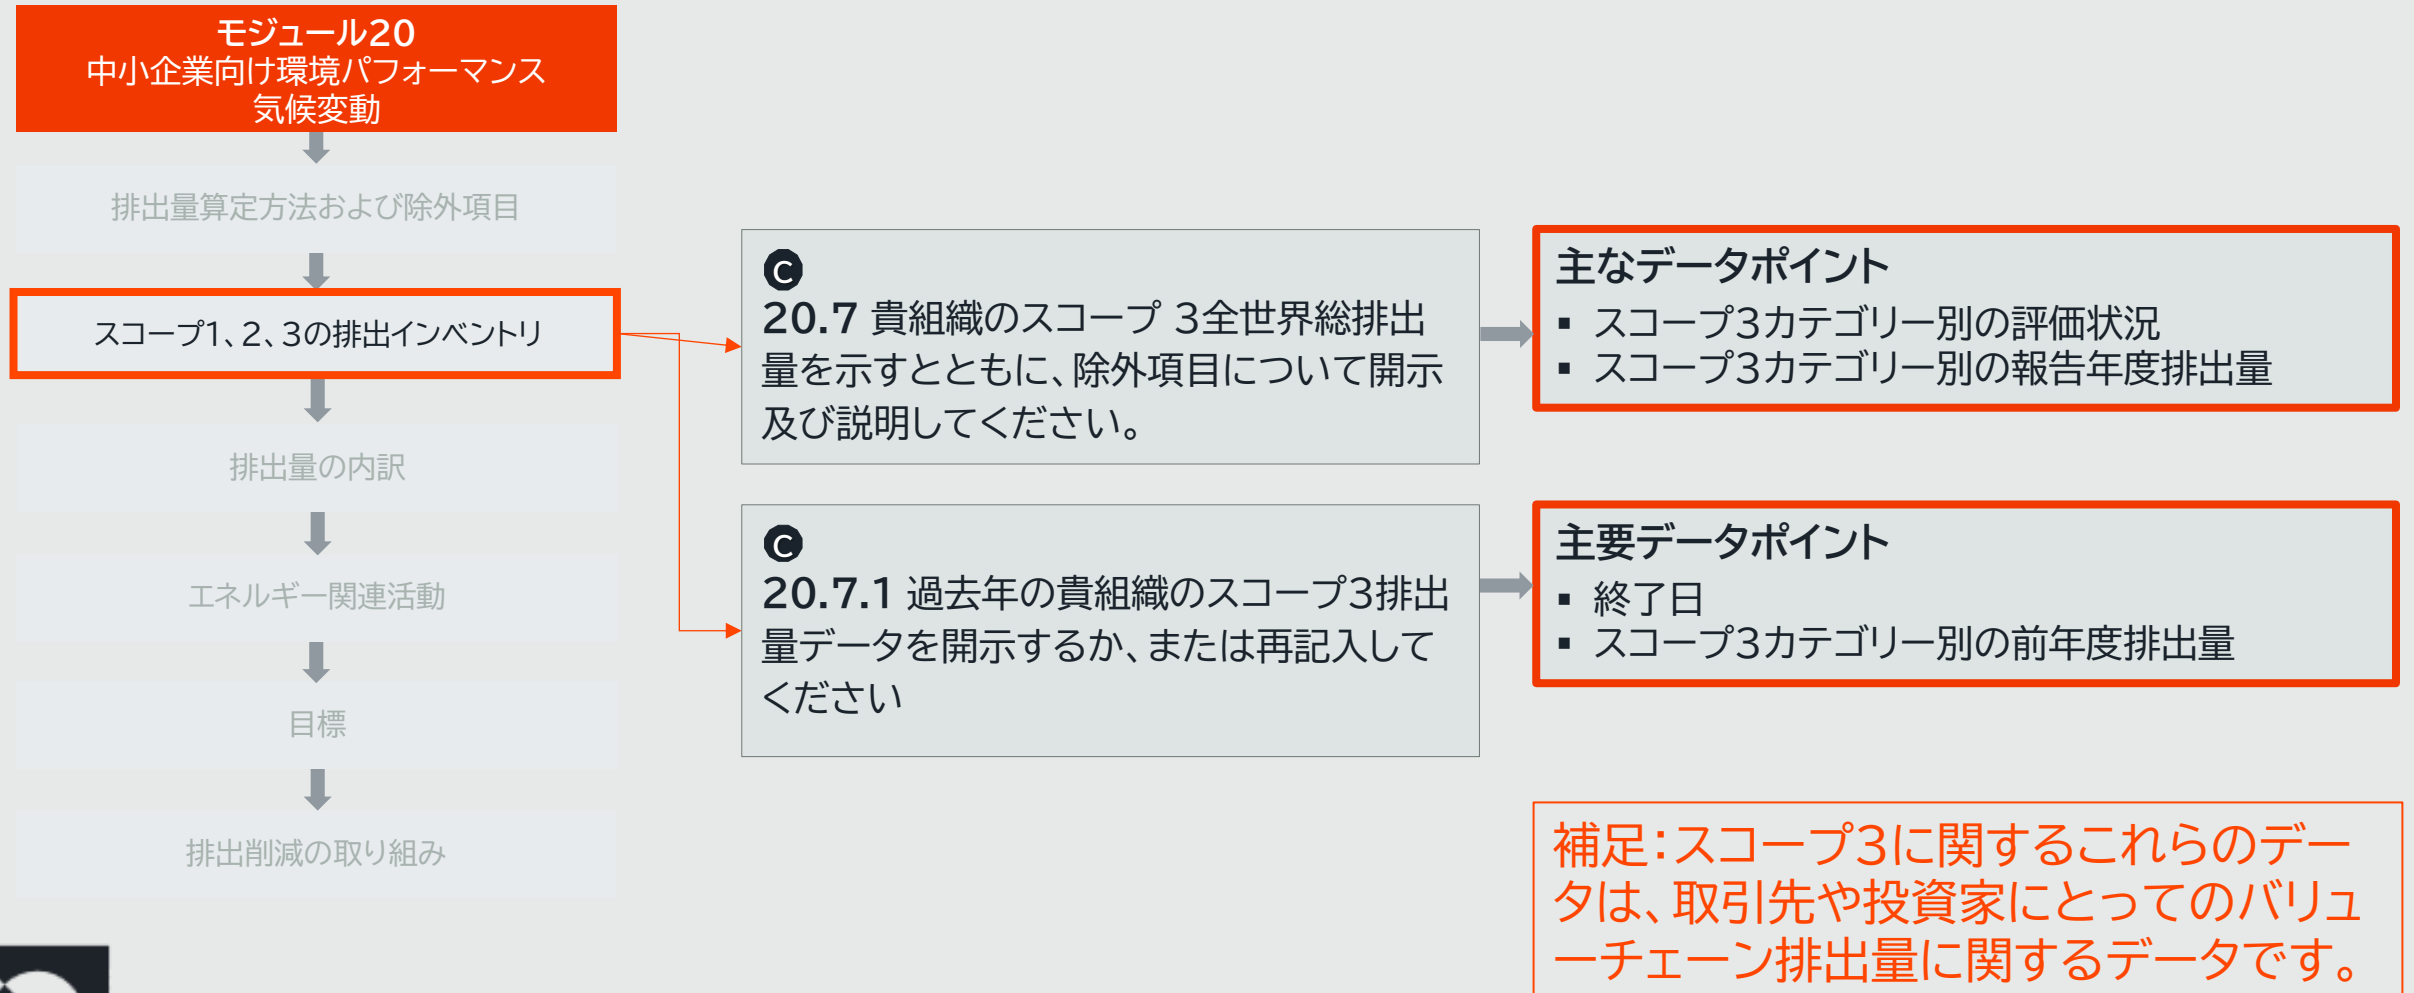 モジュール20
中小企業向け環境パフォーマンス
気候変動
排出量算定方法および除外項目
スコープ1、2、3の排出インベントリ
排出量の内訳
エネルギー関連活動
目標
排出削減の取り組み
C
20.7 貴組織のスコープ 3全世界総排出
量を示すとともに、除外項目について開示
及び説明してください。
主なデータポイント
▪ スコープ3カテゴリー別の評価状況
▪ スコープ3カテゴリー別の報告年度排出量
C
20.7.1 過去年の貴組織のスコープ3排出
量データを開示するか、または再記入して
ください
主要データポイント
▪ 終了日
▪ スコープ3カテゴリー別の前年度排出量
補足：スコープ3に関するこれらのデー
タは、取引先や投資家にとってのバリュ
ーチェーン排出量に関するデータです。